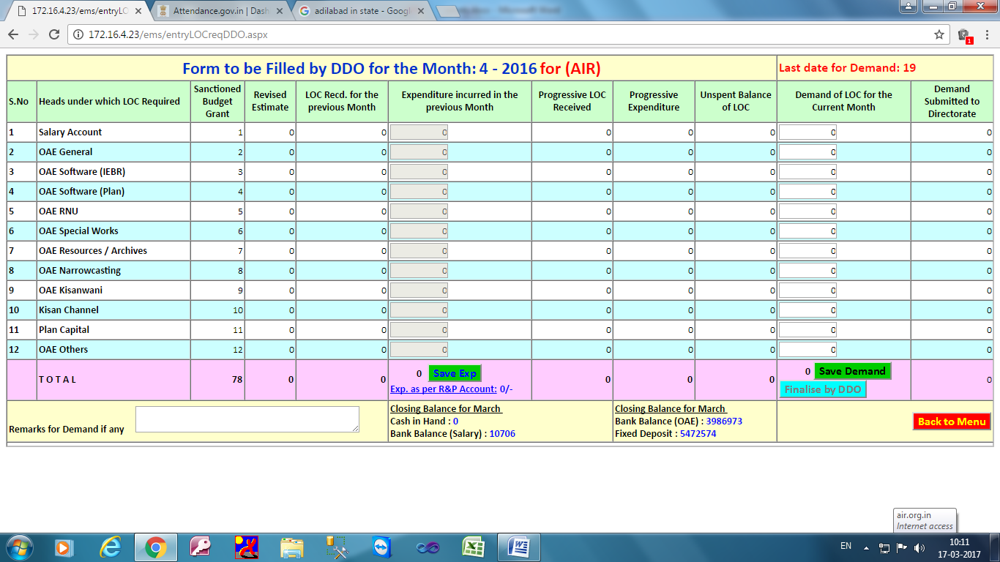 172.16.4.23/ems/entryLO
Attendance.gov.in | Dash
adilabad in state - Googl
172.16.4.23/ems/entryLOCreqDDO.aspx
1
Form to be Filled by DDO for the Month: 4 - 2016 for (AIR) Last date for Demand: 19
S.No Heads under which LOC Required Sanctioned Budget Grant Revised Estimate LOC Recd. for the previous Month Expenditure incurred in the previous Month Progressive LOC Received Progressive Expenditure Unspent Balance of LOC Demand of LOC for the Current Month Demand Submitted to Directorate
1 Salary Account 1 0 0 0 0 0 0 0 0
2 OAE General 2 0 0 0 0 0 0 0 0
3 OAE Software (IEBR) 3 0 0 0 0 0 0 0 0
4 OAE Software (Plan) 4 0 0 0 0 0 0 0 0
5 OAE RNU 5 0 0 0 0 0 0 0 0
6 OAE Special Works 6 0 0 0 0 0 0 0 0
7 OAE Resources / Archives 7 0 0 0 0 0 0 0 0
8 OAE Narrowcasting 8 0 0 0 0 0 0 0 0
9 OAE Kisanwani 9 0 0 0 0 0 0 0 0
10 Kisan Channel 10 0 0 0 0 0 0 0 0
11 Plan Capital 11 0 0 0 0 0 0 0 0
12 OAE Others 12 0 0 0 0 0 0 0 0
T O T A L 78 0 0 0 Save Exp 0 0 0 0 Save Demand 0
Exp. as per R&P Account: 0/- Finalise by DDO
Remarks for Demand if any
Closing Balance for March
Cash in Hand : 0
Bank Balance (Salary) : 10706
Closing Balance for March
Bank Balance (OAE) : 3986973
Fixed Deposit : 5472574
Back to Menu
air.org.in
Internet access
EN
10:11
17-03-2017